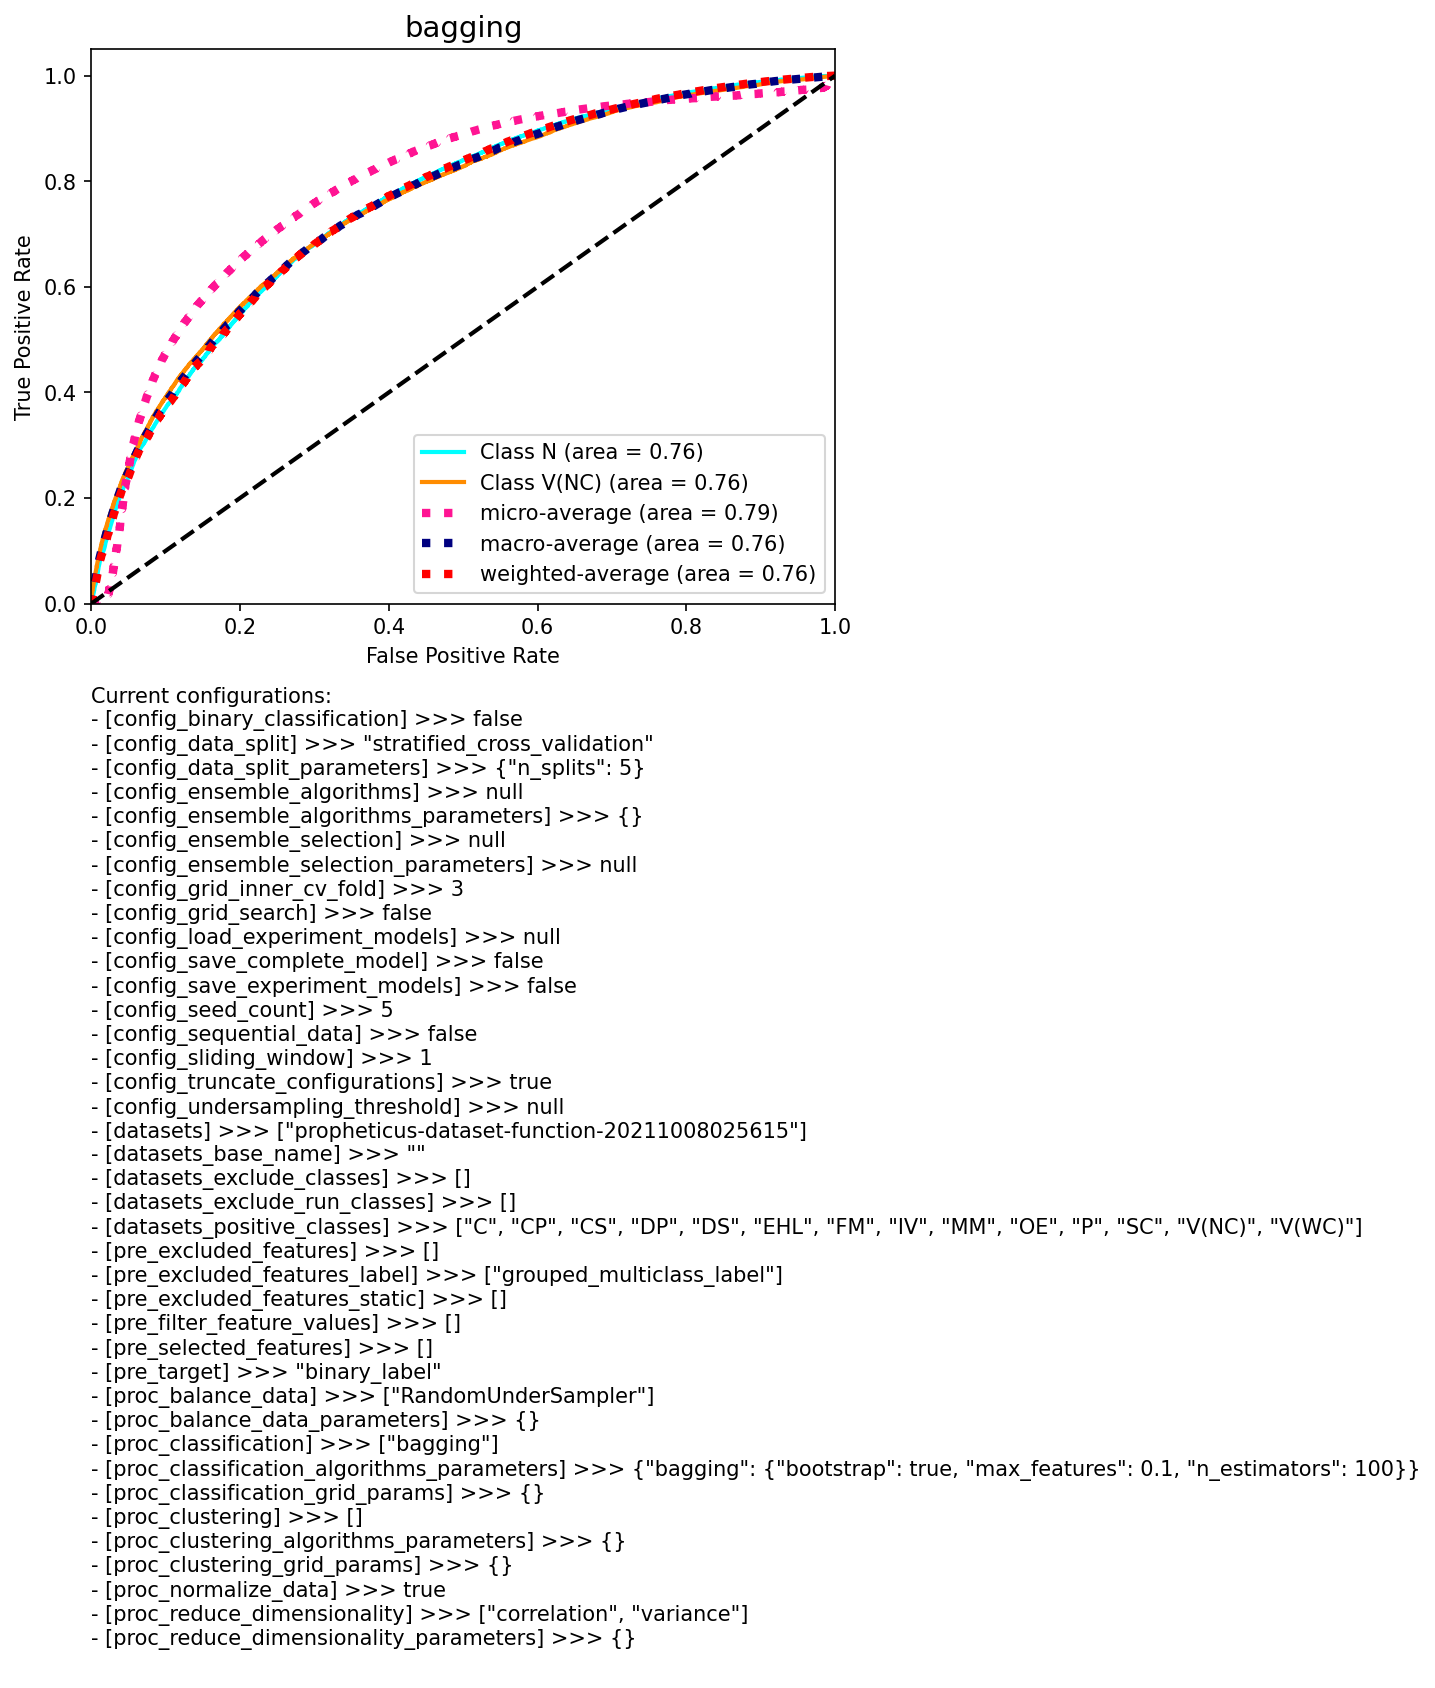 bagging
1.0
0.8
0.6
0.4
0.2
0.0
True Positive Rate
Class N (area = 0.76)
Class V(NC) (area = 0.76)
micro-average (area = 0.79)
macro-average (area = 0.76)
weighted-average (area = 0.76)
0.0 0.2 0.4 0.6 0.8 1.0
False Positive Rate
Current configurations:
- [config_binary_classification] >>> false
- [config_data_split] >>> "stratified_cross_validation"
- [config_data_split_parameters] >>> {"n_splits": 5}
- [config_ensemble_algorithms] >>> null
- [config_ensemble_algorithms_parameters] >>> {}
- [config_ensemble_selection] >>> null
- [config_ensemble_selection_parameters] >>> null
- [config_grid_inner_cv_fold] >>> 3
- [config_grid_search] >>> false
- [config_load_experiment_models] >>> null
- [config_save_complete_model] >>> false
- [config_save_experiment_models] >>> false
- [config_seed_count] >>> 5
- [config_sequential_data] >>> false
- [config_sliding_window] >>> 1
- [config_truncate_configurations] >>> true
- [config_undersampling_threshold] >>> null
- [datasets] >>> ["propheticus-dataset-function-20211008025615"]
- [datasets_base_name] >>> ""
- [datasets_exclude_classes] >>> []
- [datasets_exclude_run_classes] >>> []
- [datasets_positive_classes] >>> ["C", "CP", "CS", "DP", "DS", "EHL", "FM", "IV", "MM", "OE", "P", "SC", "V(NC)", "V(WC)"]
- [pre_excluded_features] >>> []
- [pre_excluded_features_label] >>> ["grouped_multiclass_label"]
- [pre_excluded_features_static] >>> []
- [pre_filter_feature_values] >>> []
- [pre_selected_features] >>> []
- [pre_target] >>> "binary_label"
- [proc_balance_data] >>> ["RandomUnderSampler"]
- [proc_balance_data_parameters] >>> {}
- [proc_classification] >>> ["bagging"]
- [proc_classification_algorithms_parameters] >>> {"bagging": {"bootstrap": true, "max_features": 0.1, "n_estimators": 100}}
- [proc_classification_grid_params] >>> {}
- [proc_clustering] >>> []
- [proc_clustering_algorithms_parameters] >>> {}
- [proc_clustering_grid_params] >>> {}
- [proc_normalize_data] >>> true
- [proc_reduce_dimensionality] >>> ["correlation", "variance"]
- [proc_reduce_dimensionality_parameters] >>> {}